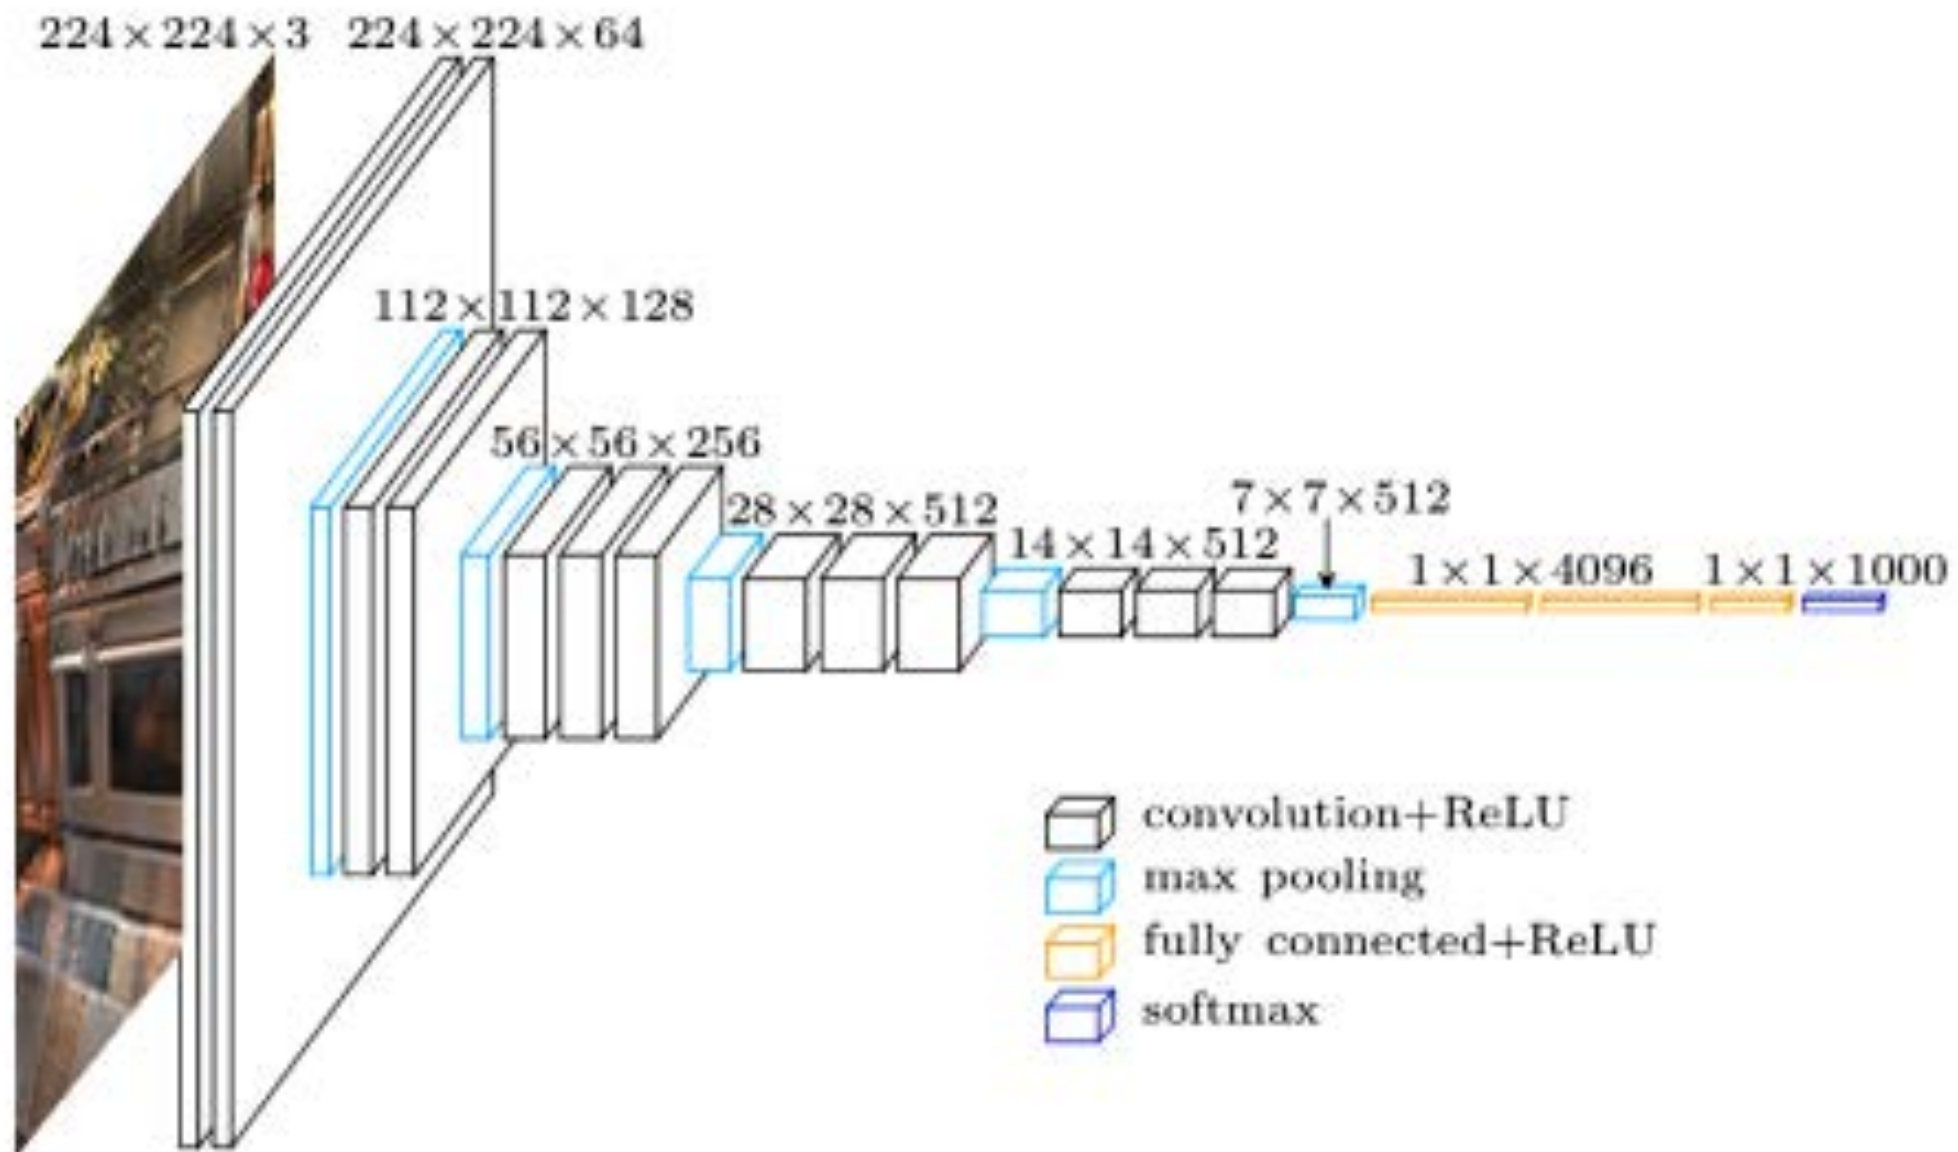 224×224×3
224×224×64
112×112×128
56×56×256
28×28×512
14×14×512
7×7×512
1×1×4096
1×1×1000
convolution+ReLU
max pooling
fully connected+ReLU
softmax